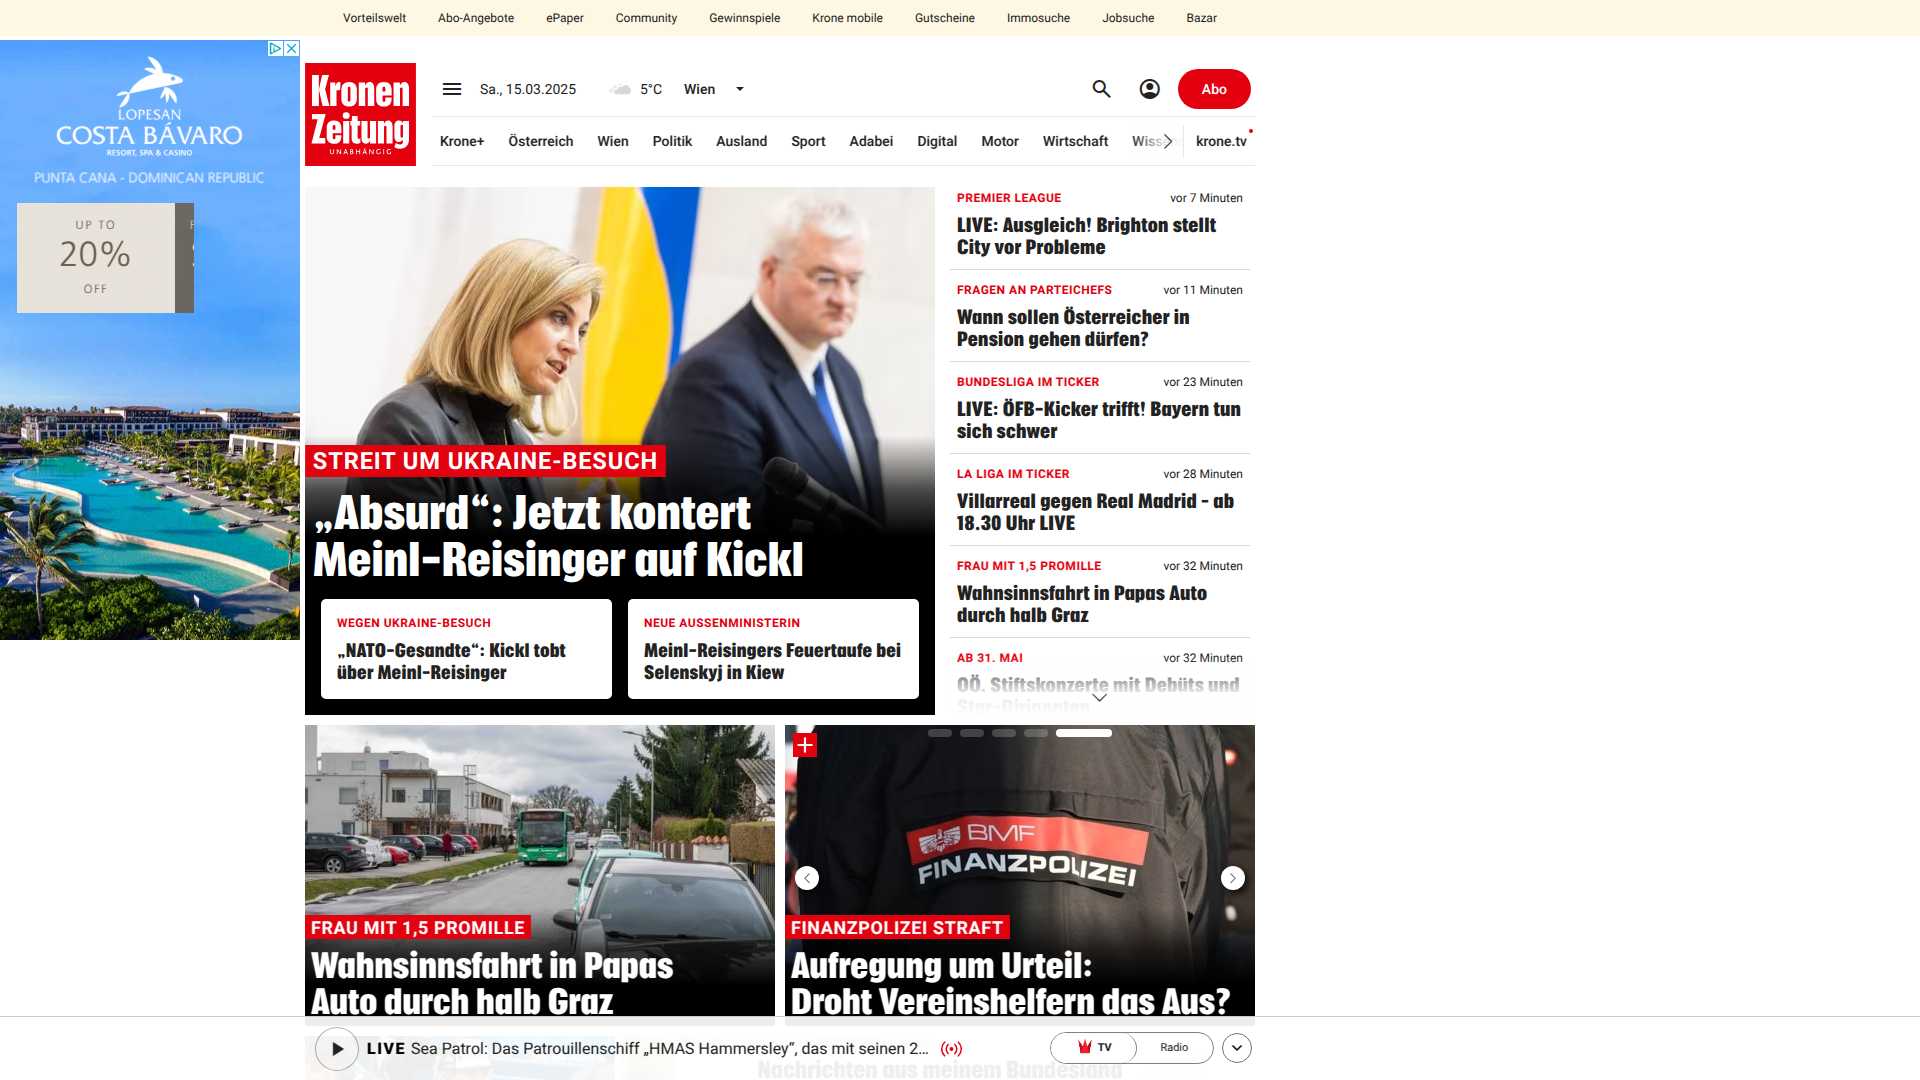 Vorteilswelt Abo-Angebote ePaper Community Gewinnspiele Krone mobile Gutscheine Immosuche Jobsuche Bazar
LOPESAN
COSTA BÁVARO
RESORT, SPA & CASINO
PUNTA CANA - DOMINICAN REPUBLIC
UP TO
20%
OFF
Kronen
Zeitung
UNABHÄNGIG
Sa., 15.03.2025 5°C Wien
Abo
Krone+ Österreich Wien Politik Ausland Sport Adabei Digital Motor Wirtschaft krone.tv
STREIT UM UKRAINE-BESUCH
„Absurd“: Jetzt kontert
Meinl-Reisinger auf Kickl
WEGEN UKRAINE-BESUCH
„NATO-Gesandte“: Kickl tobt
über Meinl-Reisinger
NEUE AUSSENMINISTERIN
Meinl-Reisingers Feuertaufe bei
Selenskyj in Kiew
PREMIER LEAGUE vor 7 Minuten
LIVE: Ausgleich! Brighton stellt
City vor Probleme
FRAGEN AN PARTEICHEFS vor 11 Minuten
Wann sollen Österreicher in
Pension gehen dürfen?
BUNDESLIGA IM TICKER vor 23 Minuten
LIVE: ÖFB-Kicker trifft! Bayern tun
sich schwer
LA LIGA IM TICKER vor 28 Minuten
Villarreal gegen Real Madrid - ab
18.30 Uhr LIVE
FRAU MIT 1,5 PROMILLE vor 32 Minuten
Wahnsinnsfahrt in Papas Auto
durch halb Graz
AB 31. MAI vor 32 Minuten
OÖ. Stiftskonzerte mit Debüts und
Star-Dirigenten
FRAU MIT 1,5 PROMILLE
Wahnsinnsfahrt in Papas
Auto durch halb Graz
BMF
FINANZPOLIZEI
FINANZPOLIZEI STRAFT
Aufregung um Urteil:
Droht Vereinshelfern das Aus?
LIVE Sea Patrol: Das Patrouillenschiff „HMAS Hammersley“, das mit seinen 2...
TV Radio
Nachrichten aus meinem Bundesland